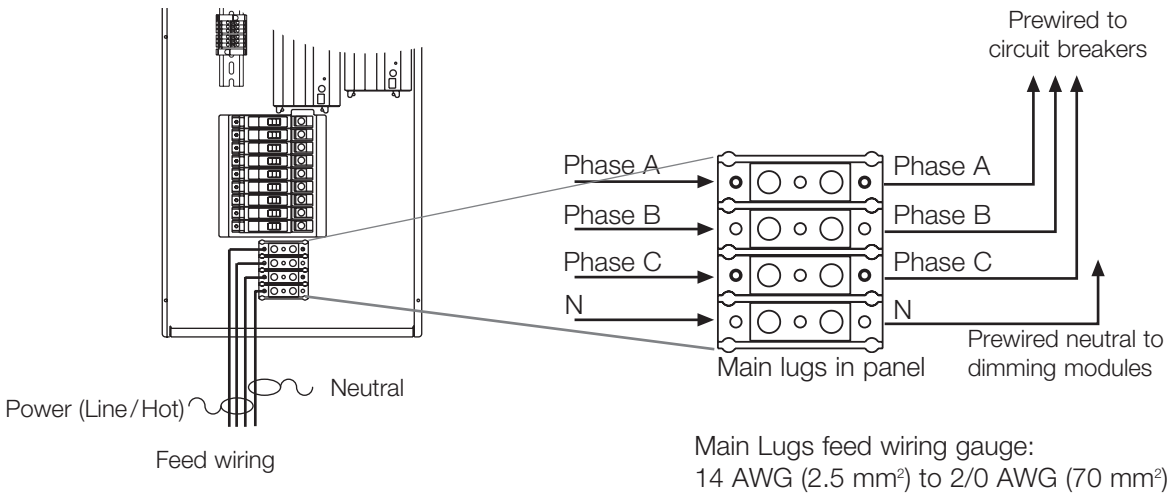 Prewired to
circuit breakers
Phase A
Phase A
Phase B
Phase B
Phase C
Phase C
N
N
Prewired neutral to
dimming modules
Main lugs in panel
Neutral
Power (Line/Hot)
Feed wiring
Main Lugs feed wiring gauge:
14 AWG (2.5 mm²) to 2/0 AWG (70 mm²)